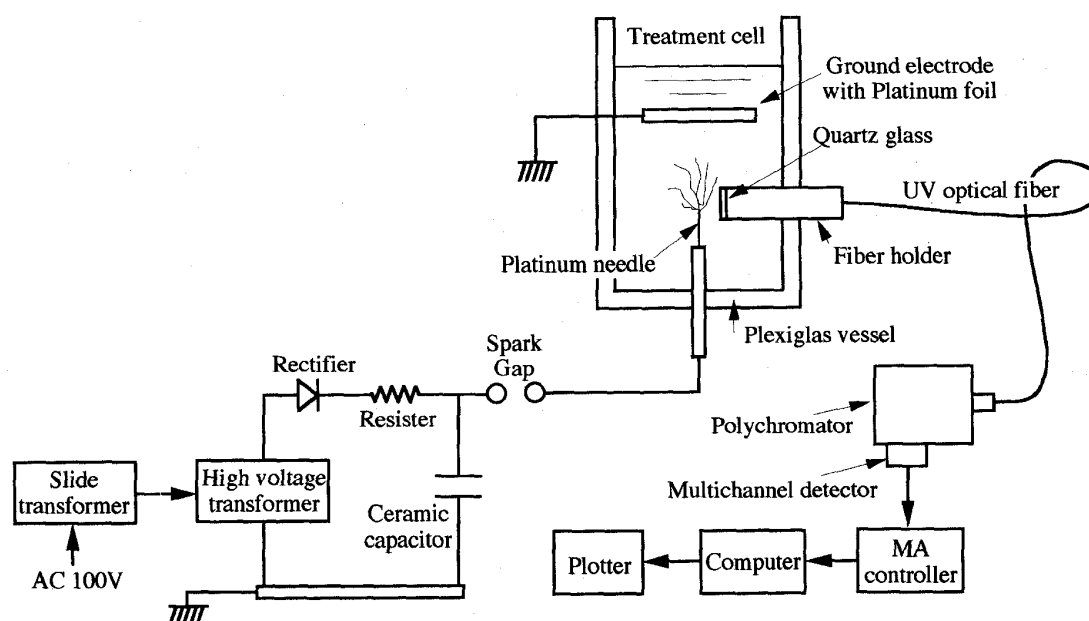 Treatment cell
Ground electrode
with Platinum foil
Quartz glass
UV optical fiber
Platinum needle
Fiber holder
Plexiglas vessel
Spark
Gap
Rectifier
Resister
Polychromator
Slide
transformer
High voltage
transformer
Ceramic
capacitor
Multichannel detector
AC 100V
Plotter
Computer
MA
controller